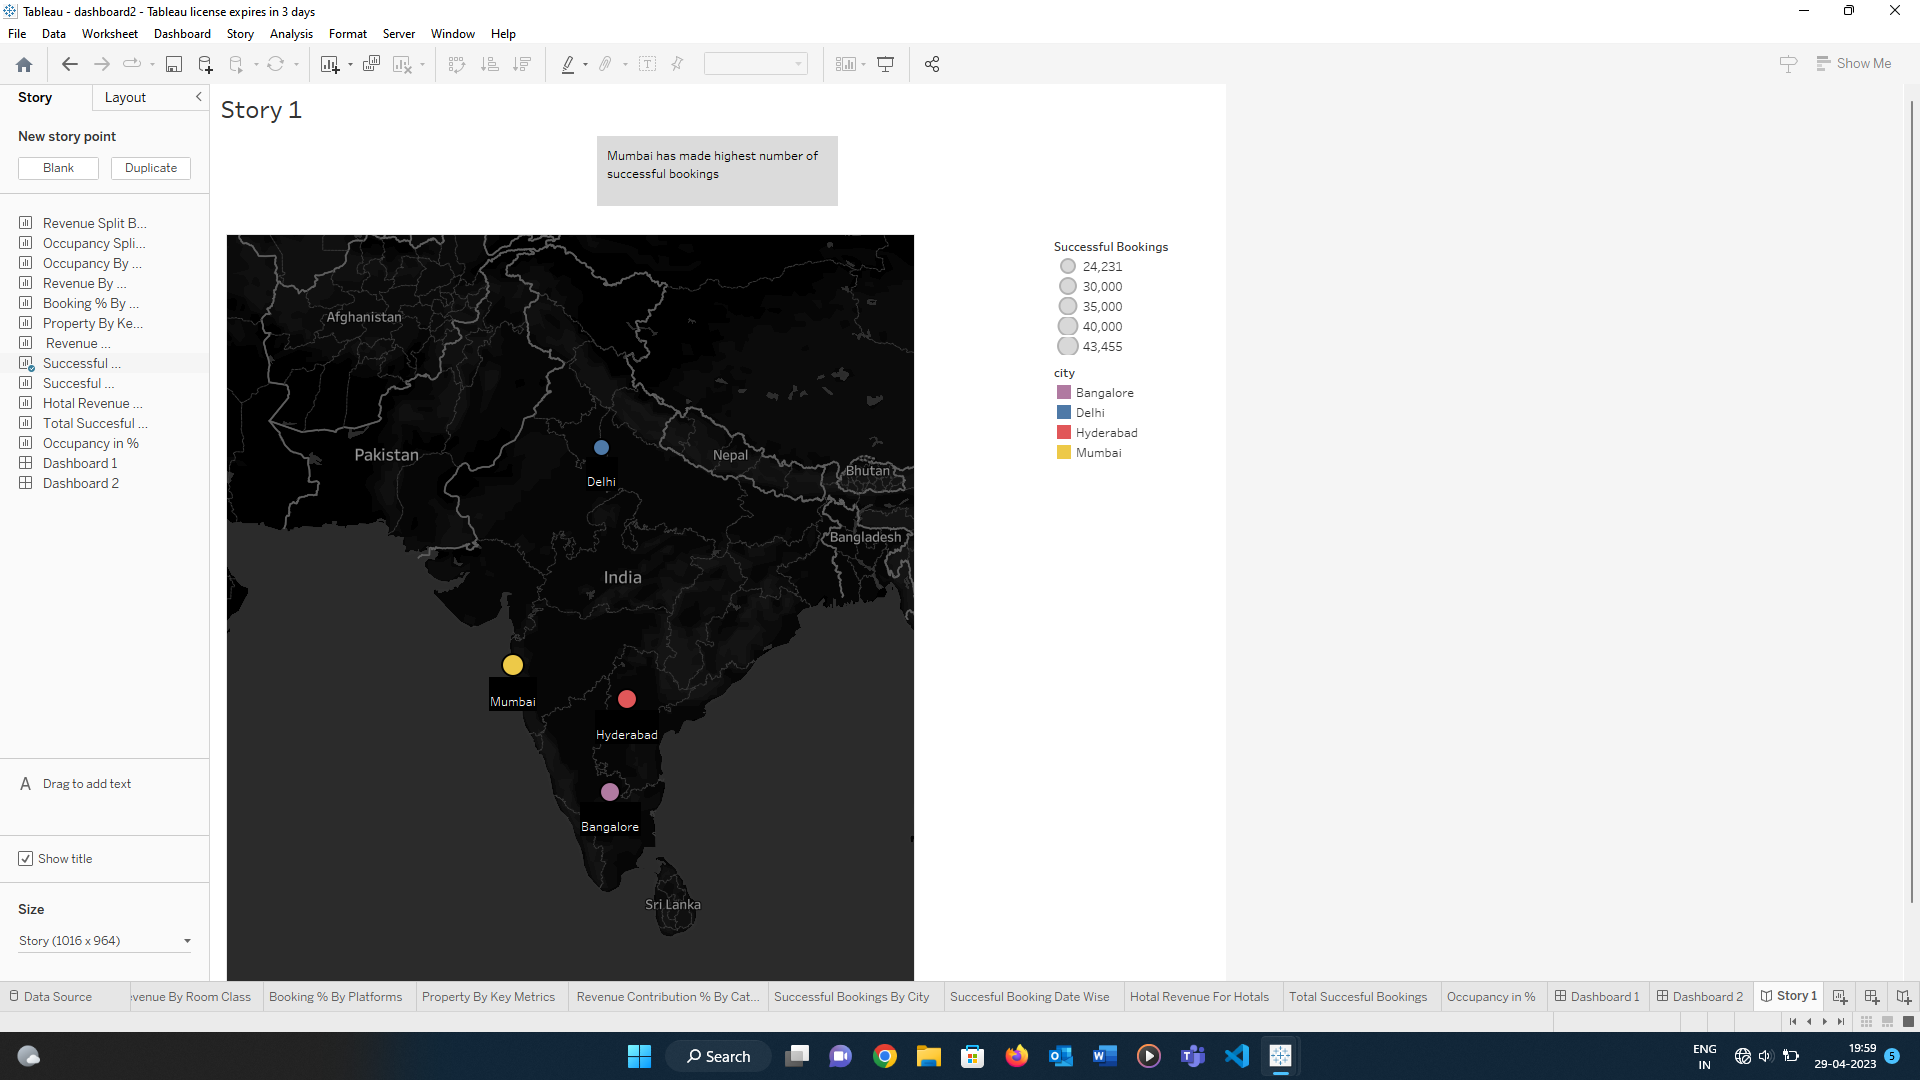 Tableau - dashboard2 - Tableau license expires in 3 days
File Data Worksheet Dashboard Story Analysis Format Server Window Help
Show Me
Story Layout
New story point
Blank Duplicate
Revenue Split B...
Occupancy Spli...
Occupancy By ...
Revenue By ...
Booking % By ...
Property By Ke...
Revenue ...
Successful ...
Succesful ...
Hotal Revenue ...
Total Succesful ...
Occupancy in %
Dashboard 1
Dashboard 2
A Drag to add text
Show title
Size
Story (1016 x 964)
Story 1
Mumbai has made highest number of
successful bookings
Afghanistan
Pakistan
Nepal
Bhutan
Delhi
Bangladesh
India
Mumbai
Hyderabad
Bangalore
Sri Lanka
Successful Bookings
24,231
30,000
35,000
40,000
43,455
city
Bangalore
Delhi
Hyderabad
Mumbai
Data Source evenue By Room Class Booking % By Platforms Property By Key Metrics Revenue Contribution % By Cat... Successful Bookings By City Succesful Booking Date Wise Hotal Revenue For Hotals Total Succesful Bookings Occupancy in % Dashboard 1 Dashboard 2 Story 1
Search
ENG
IN
19:59
29-04-2023
5